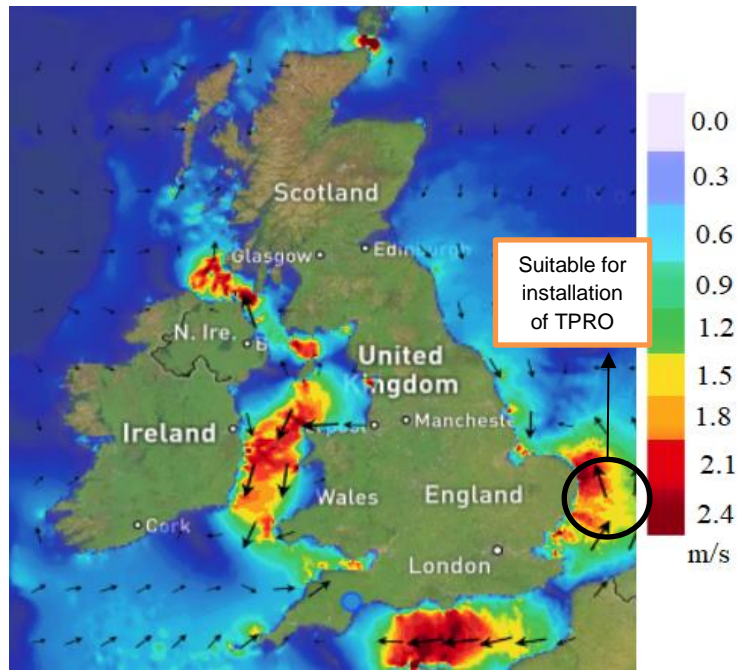 Scotland
Glasgow
Edinburgh
Suitable for
installation
of TPRO
N. Ire.
United
Kingdom
Ireland
Mancheste
Wales
England
Cork
London
0.0
0.3
0.6
0.9
1.2
1.5
1.8
2.1
2.4
m/s